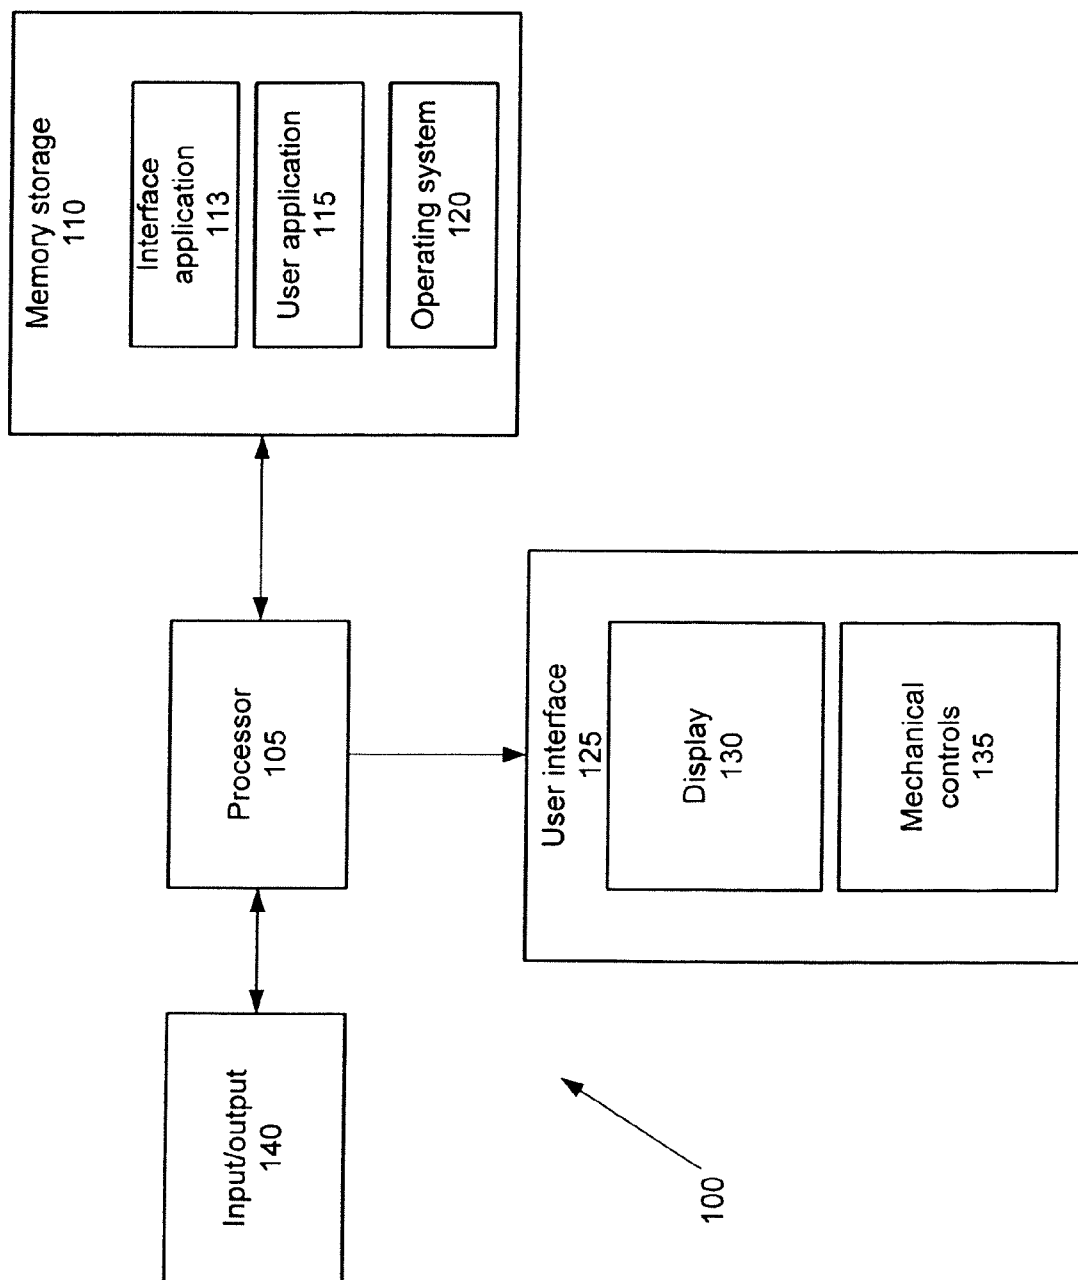 Memory storage
110
Interface
application
113
User application
115
Operating system
120
Processor
105
User interface
125
Display
130
Mechanical
controls
135
Input/output
140
100